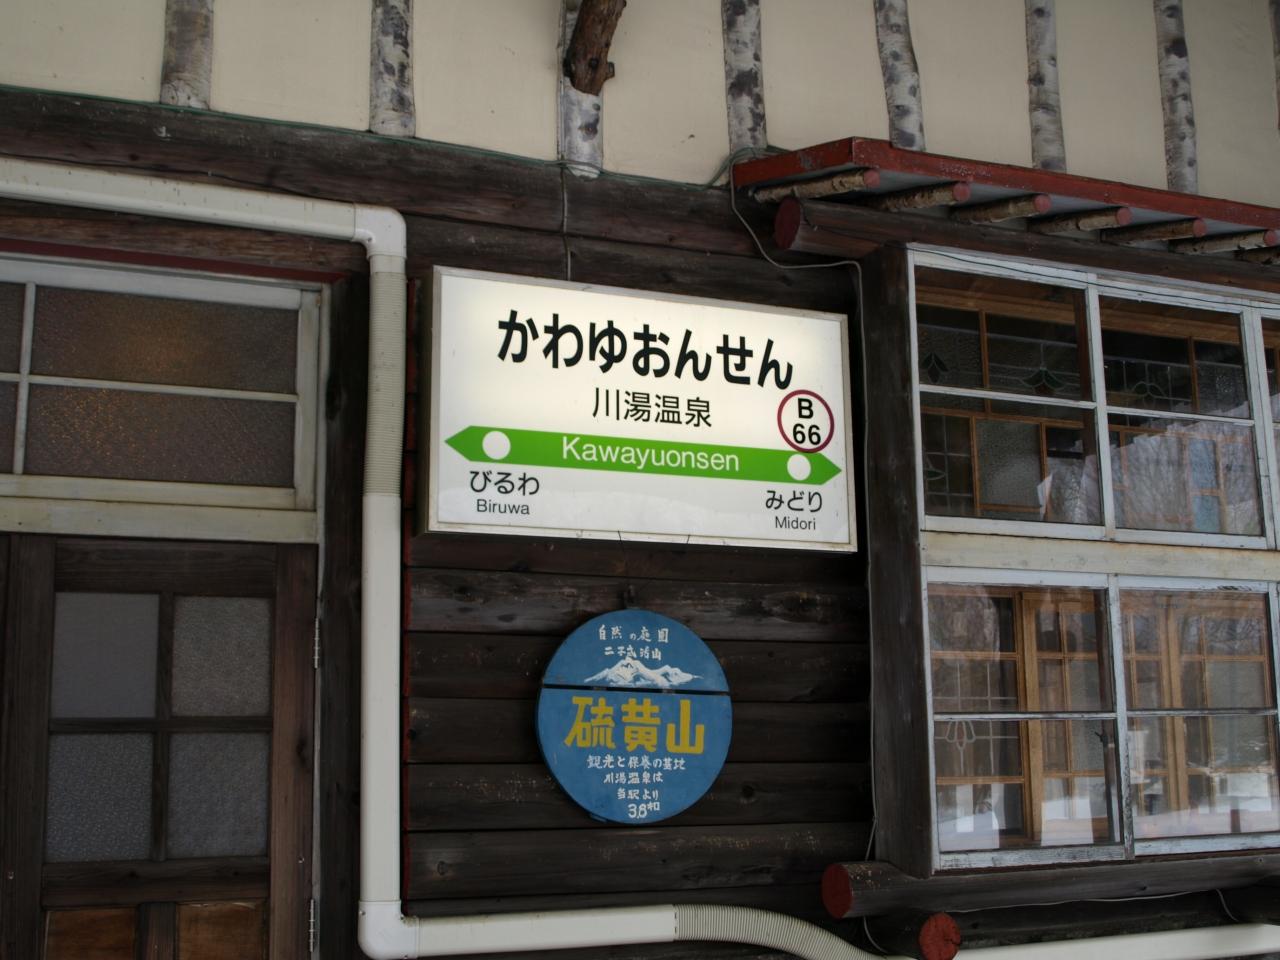 かわゆおんせん
川湯温泉
B
66
Kawayuonsen
びるわ
Biruwa
みどり
Midori
自然の庭園
硫黄山
観光と保養の基地
川湯温泉は
当駅より
3.8